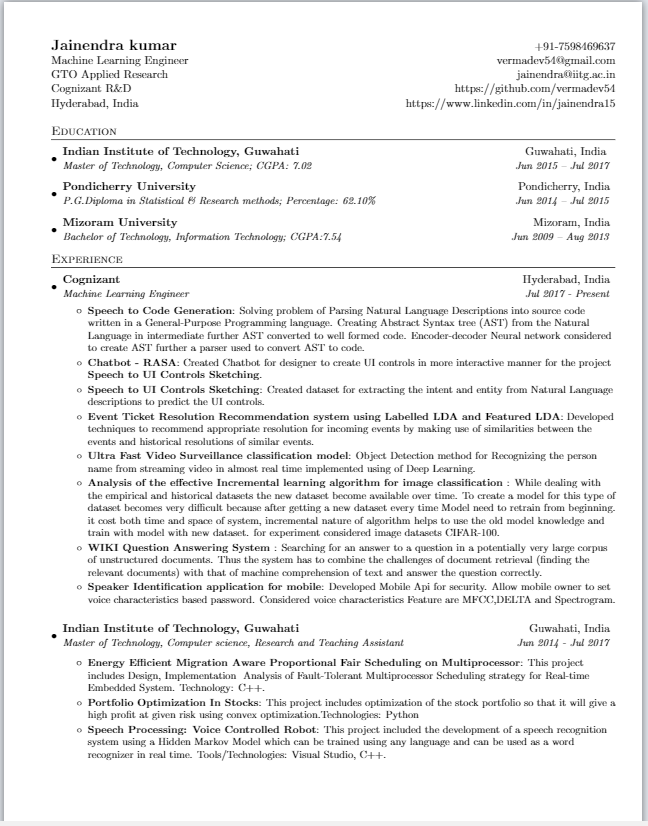 Jainendra kumar +91-7598469637
Machine Learning Engineer vermadev54@gmail.com
GTO Applied Research jainendra@iitg.ac.in
Cognizant R&D https://github.com/vermadev54
Hyderabad, India https://www.linkedin.com/in/jainendra15
Education
Indian Institute of Technology, Guwahati Guwahati, India
Master of Technology, Computer Science; CGPA: 7.02 Jun 2015 – Jul 2017
Pondicherry University Pondicherry, India
P.G.Diploma in Statistical & Research methods; Percentage: 62.10% Jun 2014 – Jul 2015
Mizoram University Mizoram, India
Bachelor of Technology, Information Technology; CGPA:7.54 Jun 2009 – Aug 2013
Experience
Cognizant Hyderabad, India
Machine Learning Engineer Jul 2017 - Present
Speech to Code Generation: Solving problem of Parsing Natural Language Descriptions into source code
written in a General-Purpose Programming language. Creating Abstract Syntax tree (AST) from the Natural
Language in intermediate further AST converted to well formed code. Encoder-decoder Neural network considered
to create AST further a parser used to convert AST to code.
Chatbot - RASA: Created Chatbot for designer to create UI controls in more interactive manner for the project
Speech to UI Controls Sketching.
Speech to UI Controls Sketching: Created dataset for extracting the intent and entity from Natural Language
descriptions to predict the UI controls.
Event Ticket Resolution Recommendation system using Labelled LDA and Featured LDA: Developed
techniques to recommend appropriate resolution for incoming events by making use of similarities between the
events and historical resolutions of similar events.
Ultra Fast Video Surveillance classification model: Object Detection method for Recognizing the person
name from streaming video in almost real time implemented using of Deep Learning.
Analysis of the effective Incremental learning algorithm for image classification : While dealing with
the empirical and historical datasets the new dataset become available over time. To create a model for this type of
dataset becomes very difficult because after getting a new dataset every time Model need to retrain from beginning.
it cost both time and space of system, incremental nature of algorithm helps to use the old model knowledge and
train with model with new dataset. for experiment considered image datasets CIFAR-100.
WIKI Question Answering System : Searching for an answer to a question in a potentially very large corpus
of unstructured documents. Thus the system has to combine the challenges of document retrieval (finding the
relevant documents) with that of machine comprehension of text and answer the question correctly.
Speaker Identification application for mobile: Developed Mobile Api for security. Allow mobile owner to set
voice characteristics based password. Considered voice characteristics Feature are MFCC,DELTA and Spectrogram.
Indian Institute of Technology, Guwahati Guwahati, India
Master of Technology, Computer science, Research and Teaching Assistant Jun 2014 - Jul 2017
Energy Efficient Migration Aware Proportional Fair Scheduling on Multiprocessor: This project
includes Design, Implementation Analysis of Fault-Tolerant Multiprocessor Scheduling strategy for Real-time
Embedded System. Technology: C++.
Portfolio Optimization In Stocks: This project includes optimization of the stock portfolio so that it will give a
high profit at given risk using convex optimization.Technologies: Python
Speech Processing: Voice Controlled Robot: This project included the development of a speech recognition
system using a Hidden Markov Model which can be trained using any language and can be used as a word
recognizer in real time. Tools/Technologies: Visual Studio, C++.